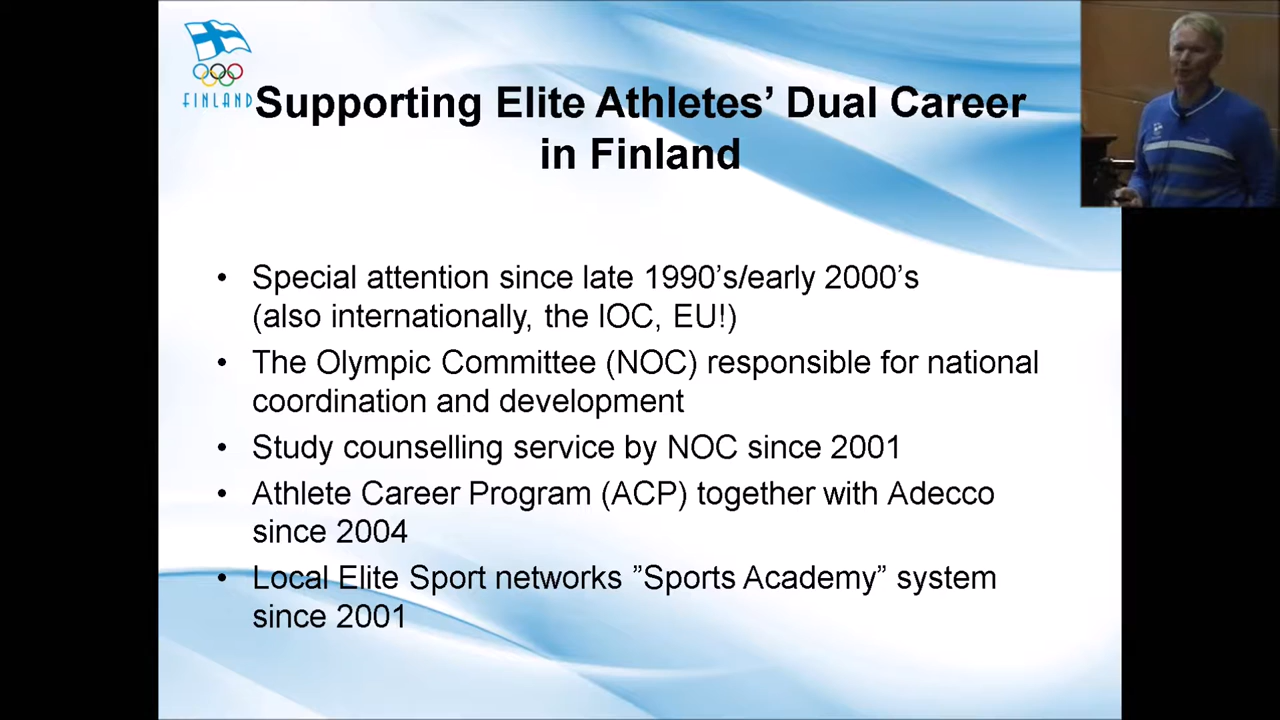 FINLAND
Supporting Elite Athletes’ Dual Career
in Finland
• Special attention since late 1990’s/early 2000’s
(also internationally, the IOC, EU!)
• The Olympic Committee (NOC) responsible for national
coordination and development
• Study counselling service by NOC since 2001
• Athlete Career Program (ACP) together with Adecco
since 2004
• Local Elite Sport networks ”Sports Academy” system
since 2001